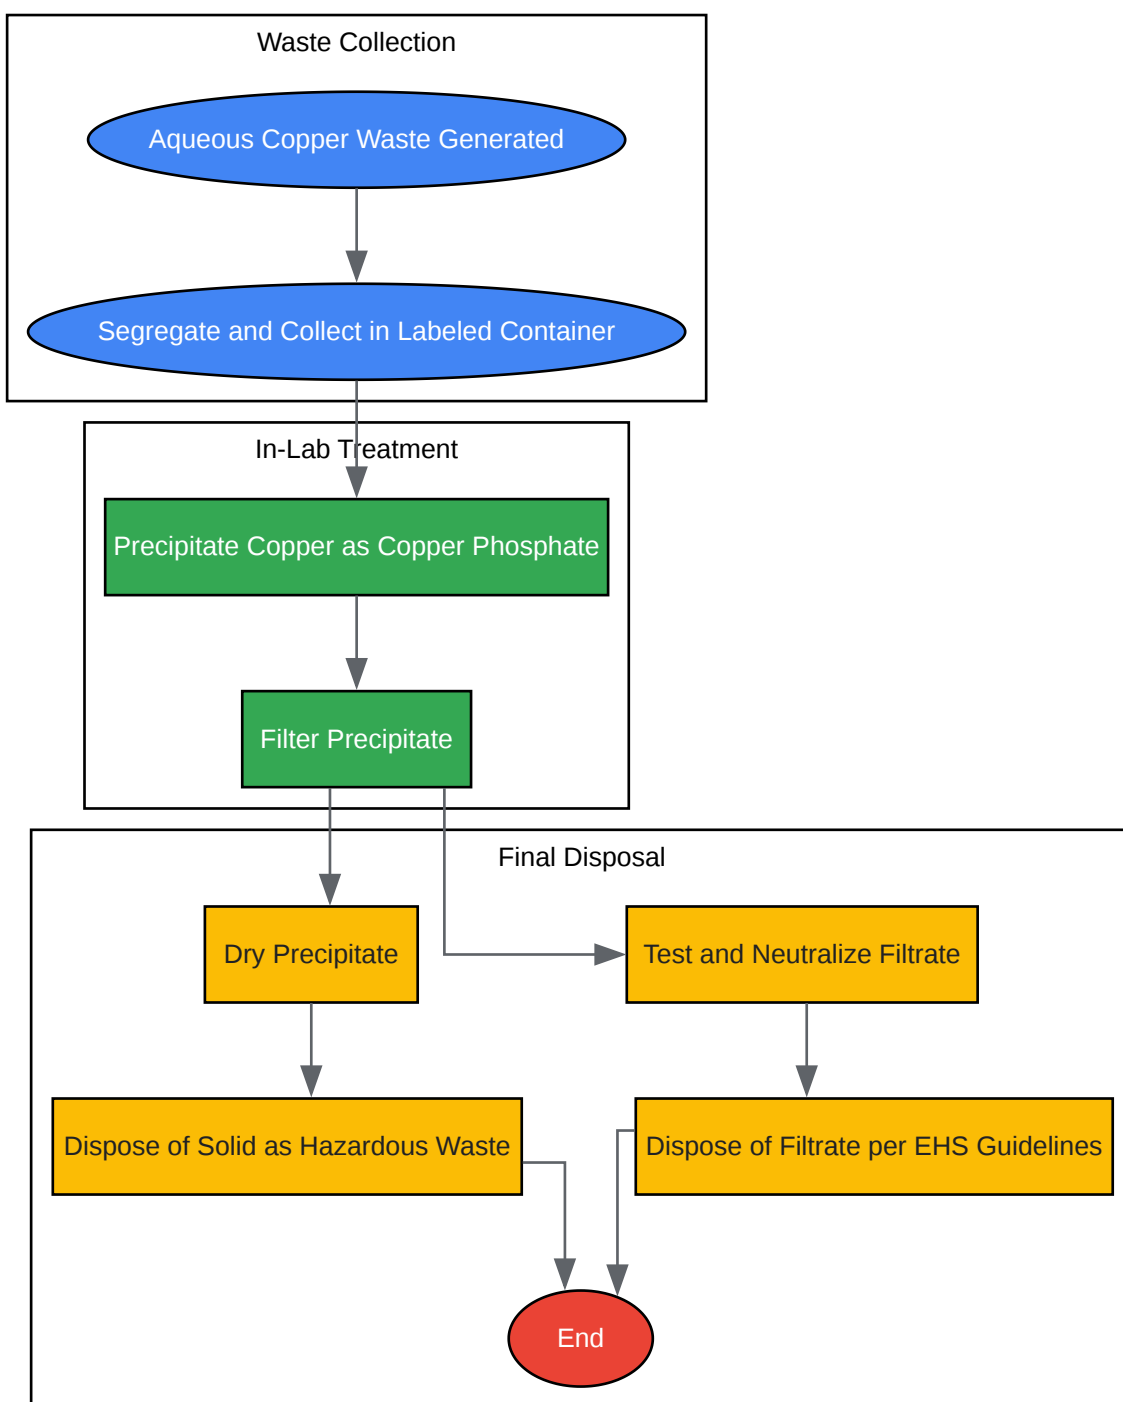 Waste Collection
Aqueous Copper Waste Generated
Segregate and Collect in Labeled Container
In-Lab Treatment
Precipitate Copper as Copper Phosphate
Filter Precipitate
Final Disposal
Dry Precipitate
Test and Neutralize Filtrate
Dispose of Solid as Hazardous Waste
Dispose of Filtrate per EHS Guidelines
End